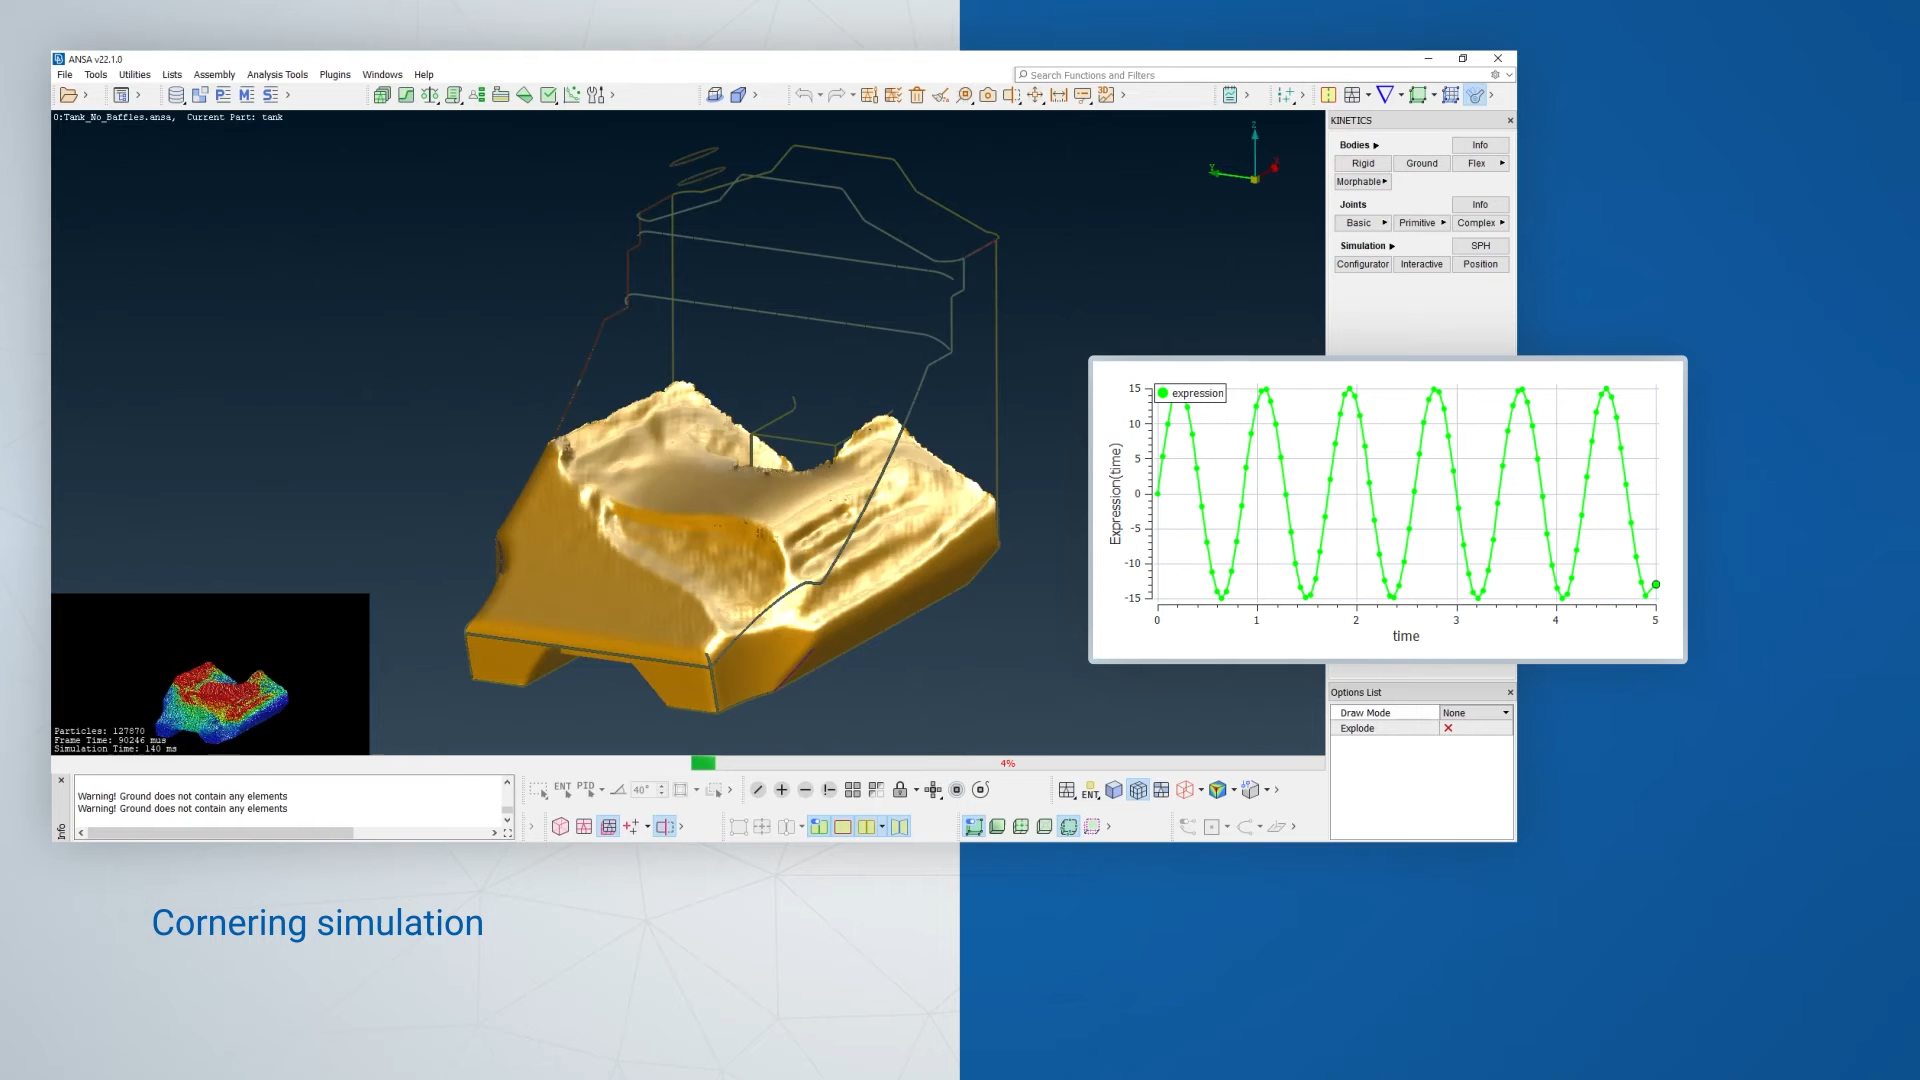 ANSA v22.1.0
File Tools Utilities Lists Assembly Analysis Tools Plugins Windows Help
Search Functions and Filters
0:Tank_No_Baffles.ansa, Current Part: tank
Z
Y
X
KINETICS
Bodies Info
Rigid Ground Flex
Morphable
Joints Info
Basic Primitive Complex
Simulation SPH
Configurator Interactive Position
expression
15
10
5
0
-5
-10
-15
Expression(time)
0 1 2 3 4 5
time
Options List
Draw Mode None
Explode
Particles: 127870
Frame Time: 90246 mus
Simulation Time: 140 ms
4%
Info
Warning! Ground does not contain any elements
Warning! Ground does not contain any elements
ENT PID 40° ENT
Cornering simulation